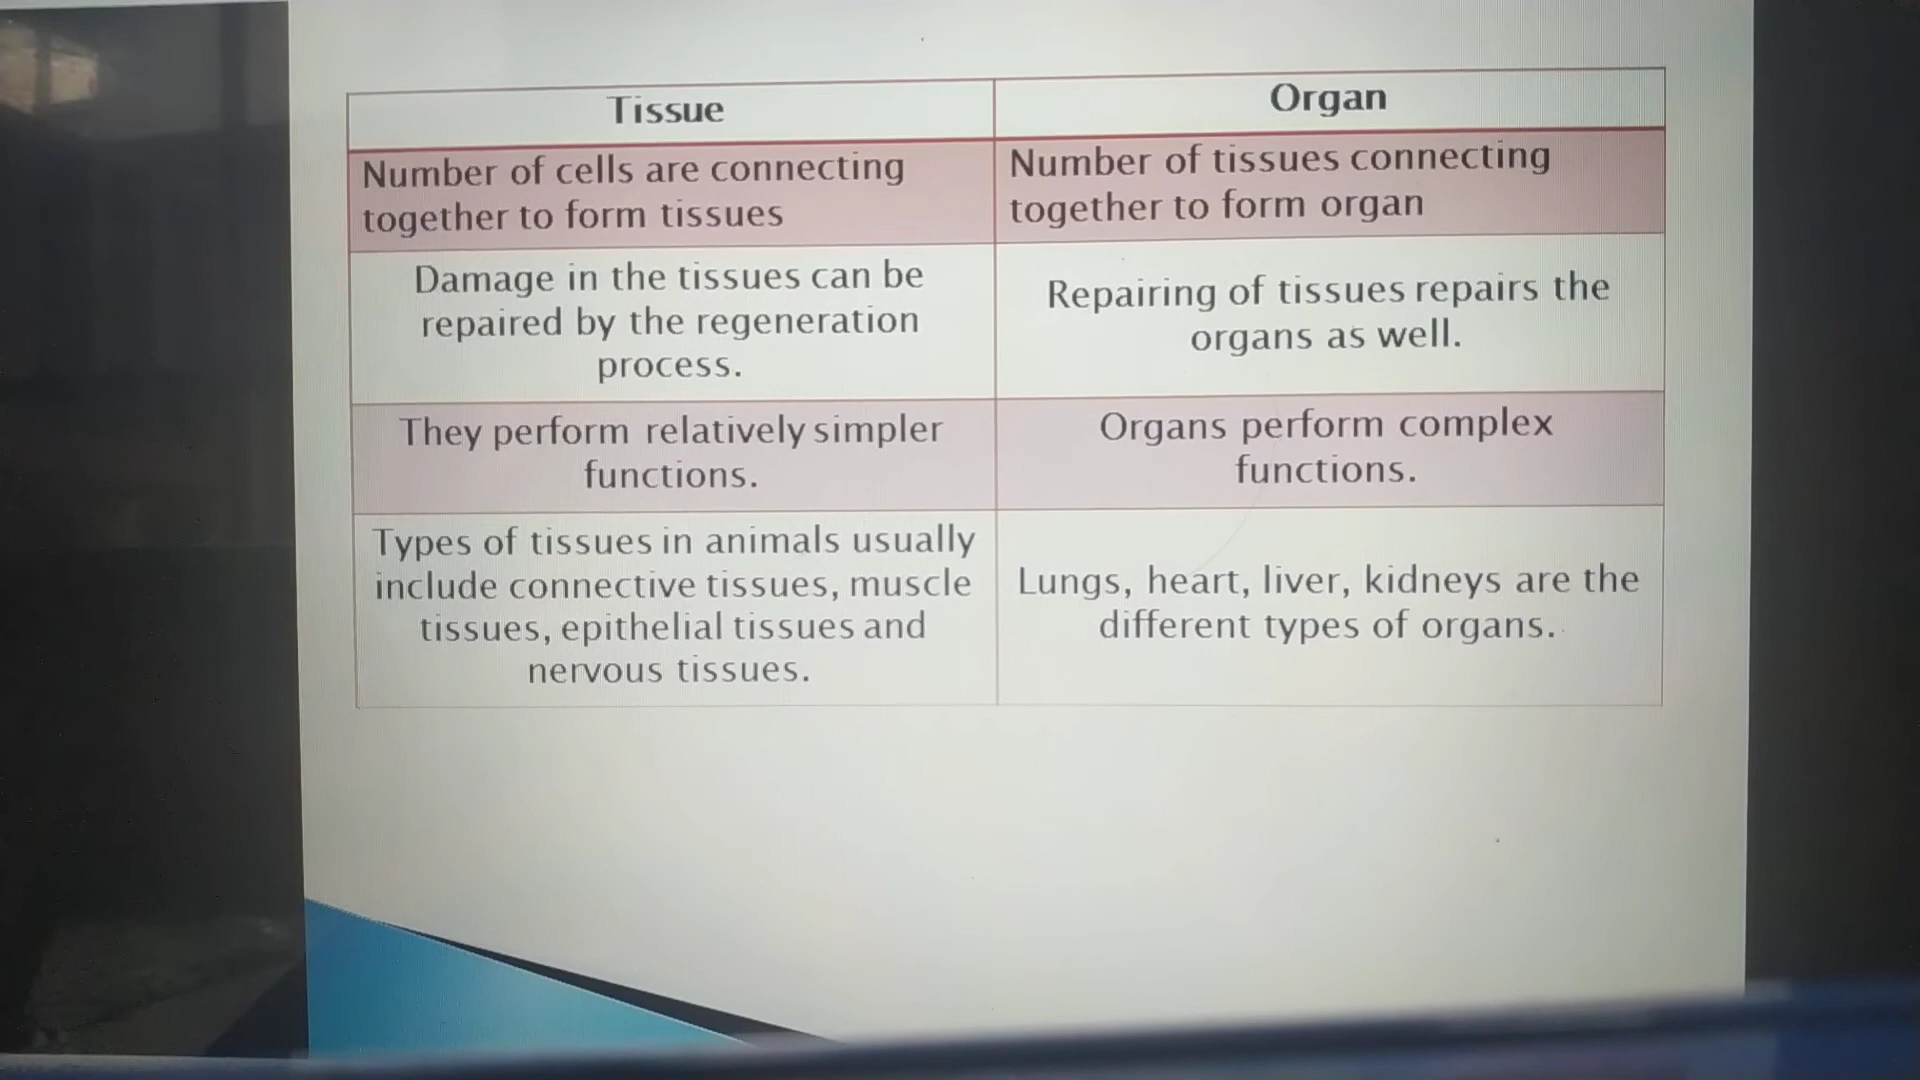 Tissue
Organ
Number of cells are connecting
together to form tissues
Number of tissues connecting
together to form organ
Damage in the tissues can be
repaired by the regeneration
process.
Repairing of tissues repairs the
organs as well.
They perform relatively simpler
functions.
Organs perform complex
functions.
Types of tissues in animals usually
include connective tissues, muscle
tissues, epithelial tissues and
nervous tissues.
Lungs, heart, liver, kidneys are the
different types of organs.